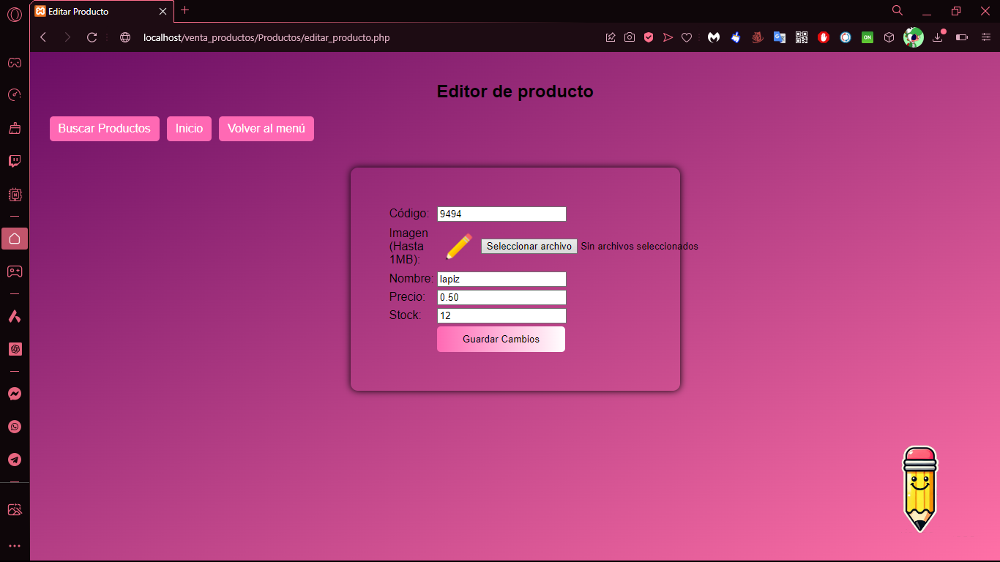 Editar Producto
localhost/venta_productos/Productos/editar_producto.php
ON
Editor de producto
Buscar Productos Inicio Volver al menú
Código: 9494
Imagen
(Hasta
1MB):
Seleccionar archivo Sin archivos seleccionados
Nombre: lapiz
Precio: 0.50
Stock: 12
Guardar Cambios